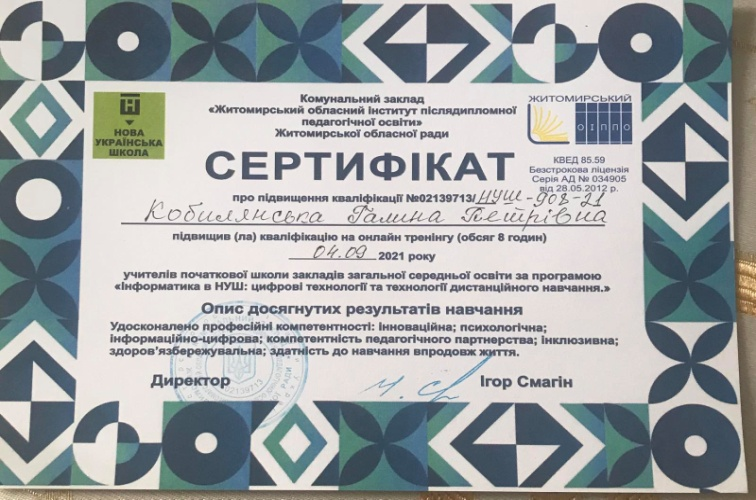 Н
НОВА
УКРАЇНСЬКА
ШКОЛА
Комунальний заклад
«Житомирський обласний інститут післядипломної
педагогічної освіти»
Житомирської обласної ради
ЖИТОМИРСЬКИЙ
ОІППО
КВЕД 85.59
Безстрокова ліцензія
Серія АД № 034905
від 28.05.2012 р.
СЕРТИФІКАТ
про підвищення кваліфікації №02139713/НУШ-908-21
Кобилянська Галина Петрівна
підвищив (ла) кваліфікацію на онлайн тренінгу (обсяг 8 годин)
04.09 2021 року
учителів початкової школи закладів загальної середньої освіти за програмою
«Інформатика в НУШ: цифрові технології та технології дистанційного навчання.»
Опис досягнутих результатів навчання
Удосконалено професійні компетентності: інноваційна; психологічна;
інформаційно-цифрова; компетентність педагогічного партнерства; інклюзивна;
здоров'язбережувальна; здатність до навчання впродовж життя.
Директор Ігор Смагін
02139713